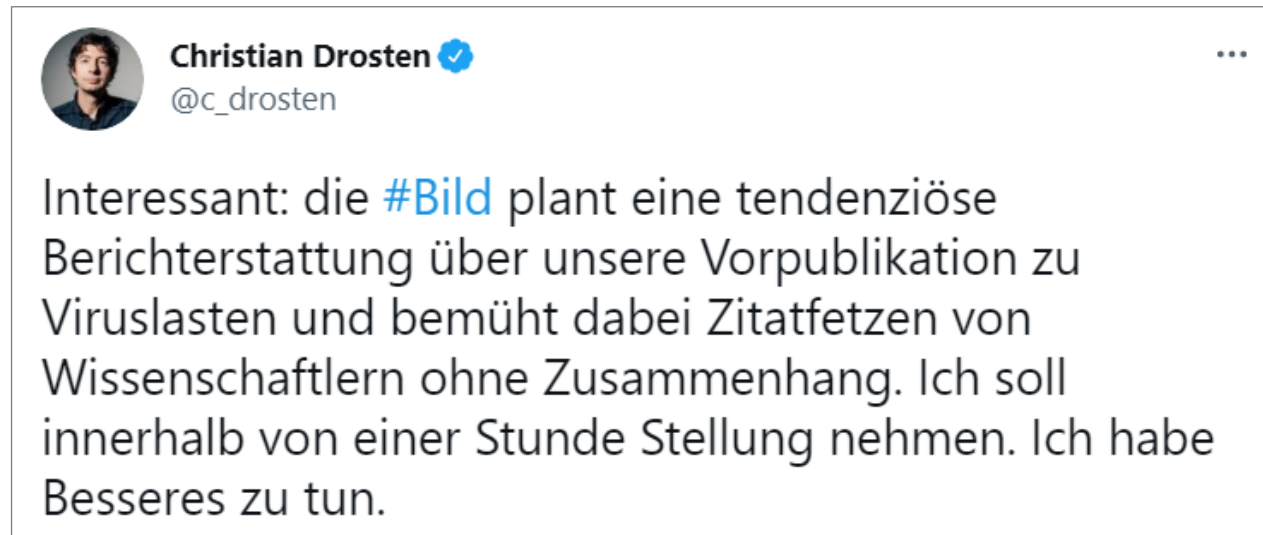 Christian Drosten
@c_drosten
Interessant: die #Bild plant eine tendenziöse
Berichterstattung über unsere Vorpublikation zu
Viruslasten und bemüht dabei Zitatfetzen von
Wissenschaftlern ohne Zusammenhang. Ich soll
innerhalb von einer Stunde Stellung nehmen. Ich habe
Besseres zu tun.